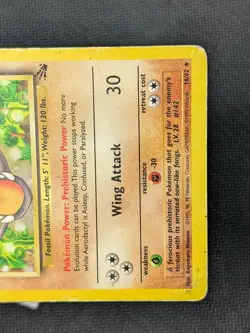 Fossil Pokémon. Length: 5' 11", Weight: 130 lbs.
Pokémon Power: Prehistoric Power No more
Evolution cards can be played. This power stops working
while Aerodactyl is Asleep, Confused, or Paralyzed.
Wing Attack 30
weakness resistance -30 retreat cost
A ferocious prehistoric Pokémon that goes for the enemy's
throat with its serrated saw-like fangs. LV. 28 #142
16/62 ★